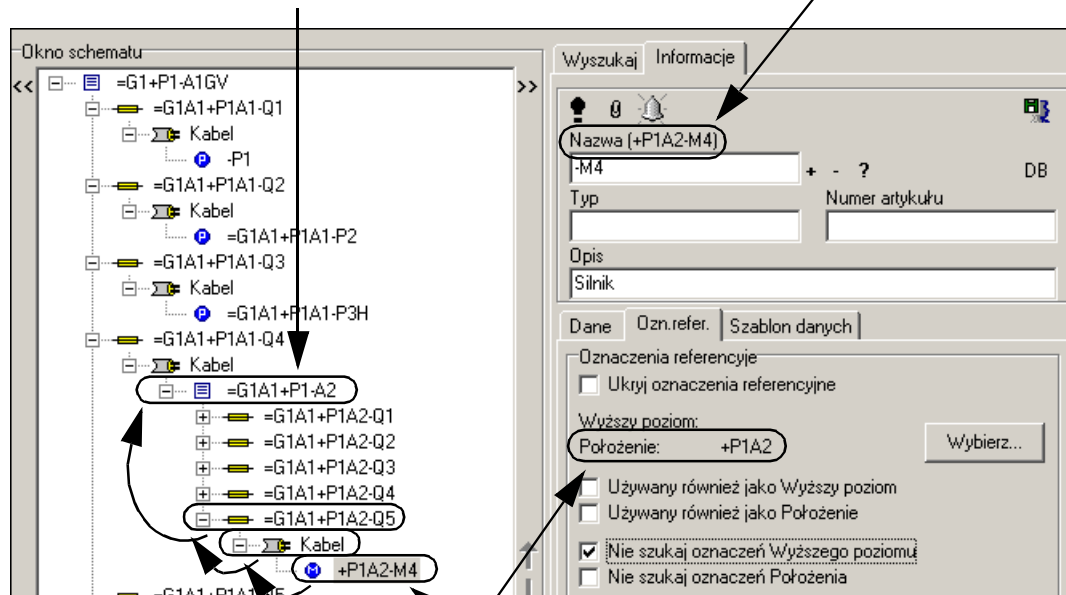 Okno schematu
<<
>>
=G1+P1-A1GV
=G1A1+P1A1-Q1
Kabel
-P1
=G1A1+P1A1-Q2
Kabel
=G1A1+P1A1-P2
=G1A1+P1A1-Q3
Kabel
=G1A1+P1A1-P3H
=G1A1+P1A1-Q4
Kabel
=G1A1+P1-A2
=G1A1+P1A2-Q1
=G1A1+P1A2-Q2
=G1A1+P1A2-Q3
=G1A1+P1A2-Q4
=G1A1+P1A2-Q5
Kabel
+P1A2-M4
Wyszukaj Informacje
Nazwa (+P1A2-M4)
-M4 + - ? DB
Typ Numer artykułu
Opis
Silnik
Dane Ozn.refer. Szablon danych
Oznaczenia referencyje
Ukryj oznaczenia referencyjne
Wyższy poziom:
Położenie: +P1A2 Wybierz...
Używany również jako Wyższy poziom
Używany również jako Położenie
Nie szukaj oznaczeń Wyższego poziomu
Nie szukaj oznaczeń Położenia